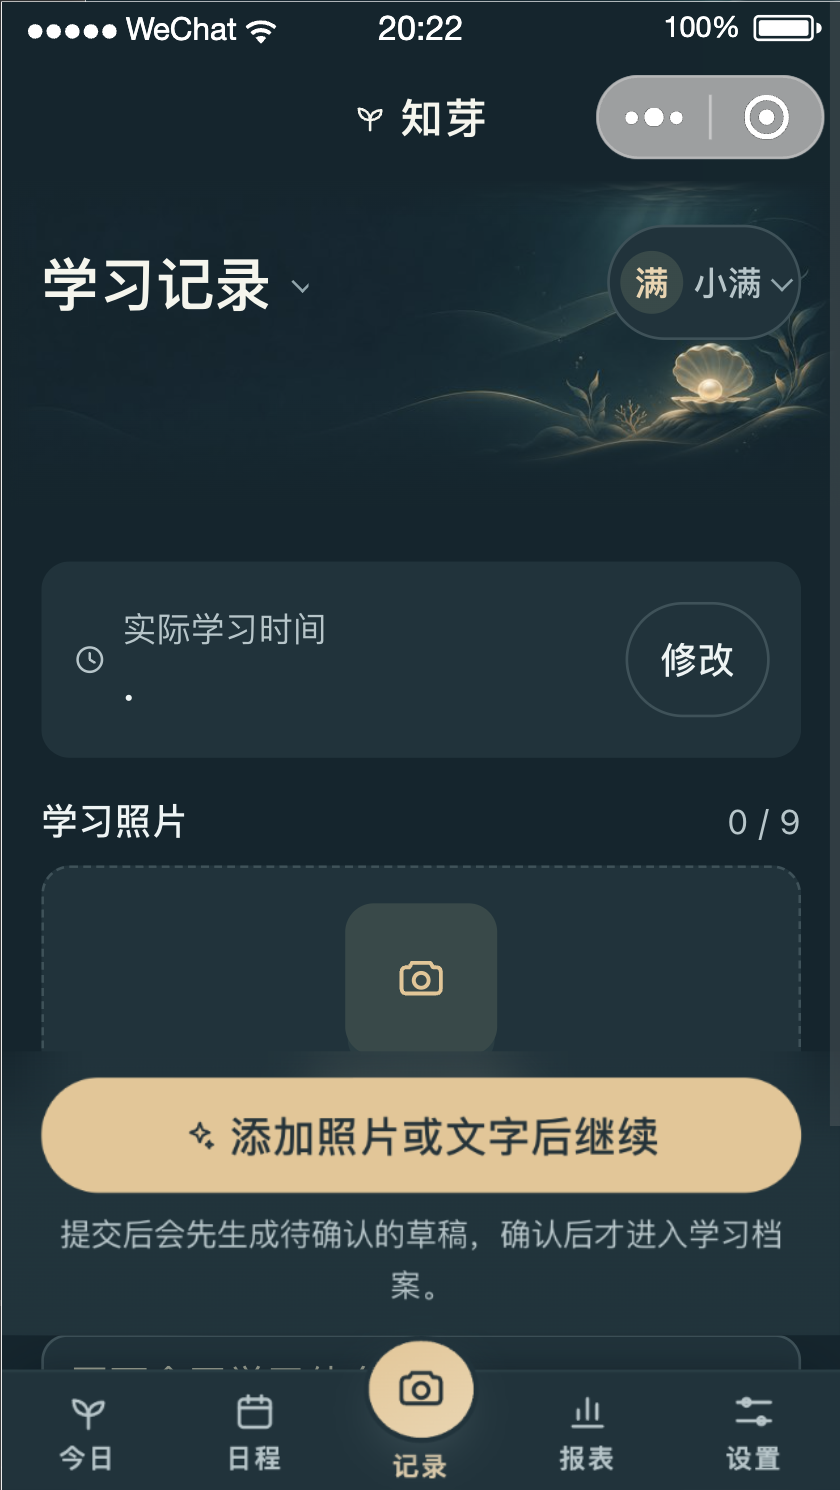 WeChat 20:22 100%
知芽
学习记录
满 小满
实际学习时间
·
修改
学习照片 0 / 9
添加照片或文字后继续
提交后会先生成待确认的草稿，确认后才进入学习档
案。
今日 日程 记录 报表 设置